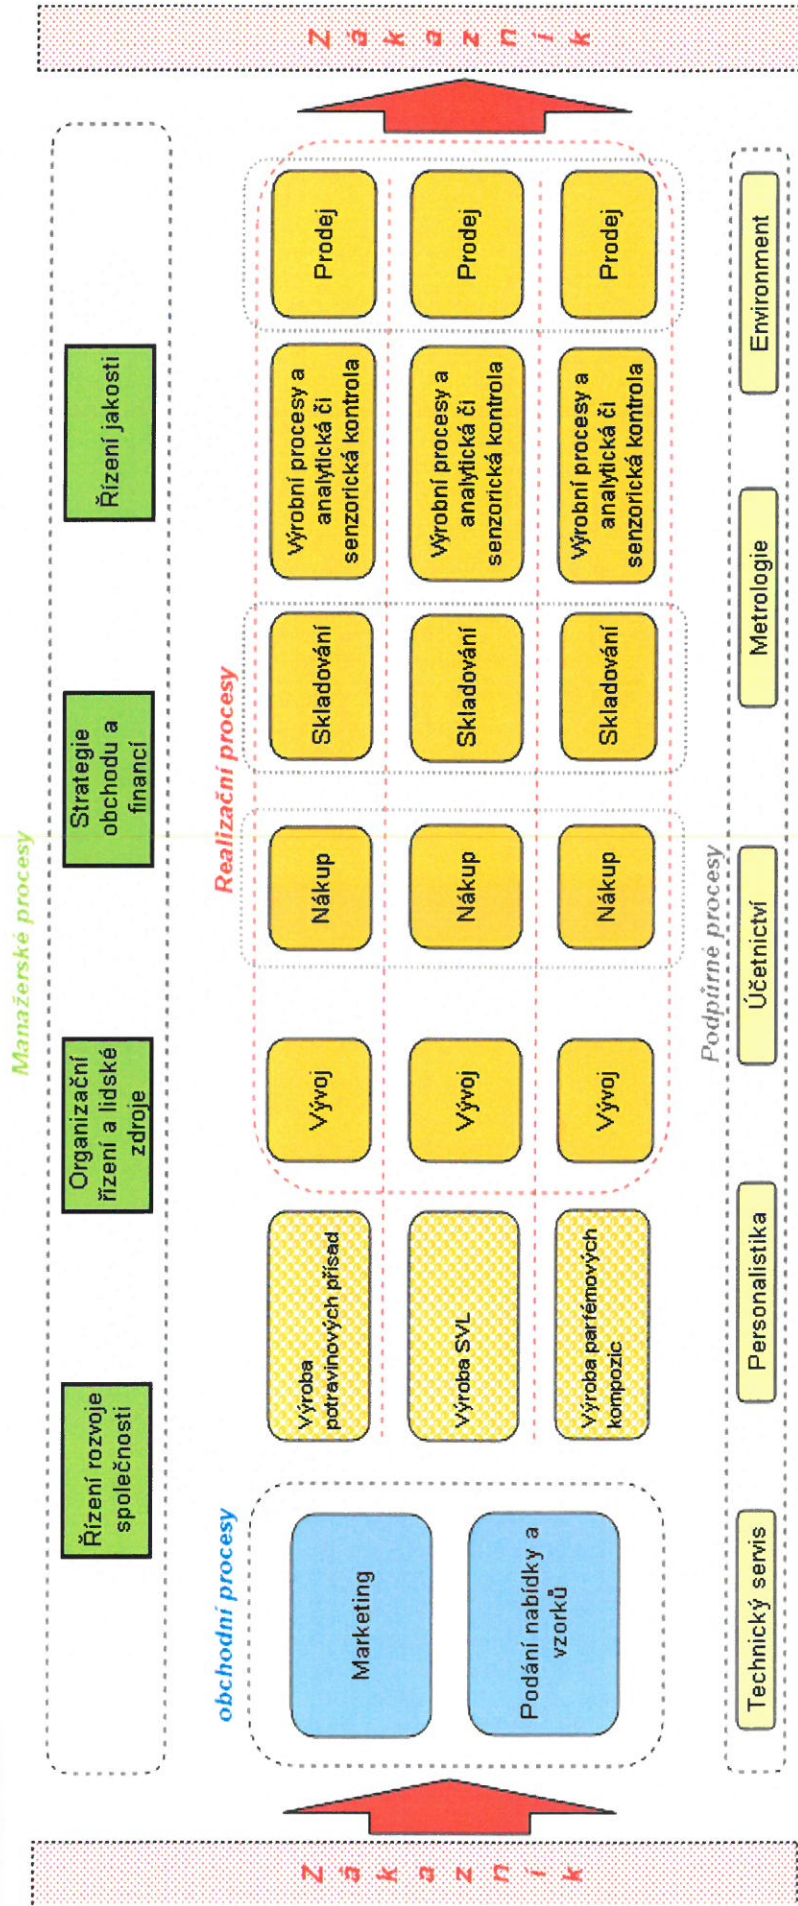 Manažerské procesy
Řízení rozvoje
společnosti
Organizační
řízení a lidské
zdroje
Strategie
obchodu a
financí
Řízení jakosti
Zákazník
obchodní procesy
Marketing
Podání nabídky a
vzorků
Realizační procesy
Výroba
potravinových přísad
Vývoj
Nákup
Skladování
Výrobní procesy a
analytická či
senzorická kontrola
Prodej
Výroba SVL
Vývoj
Nákup
Skladování
Výrobní procesy a
analytická či
senzorická kontrola
Prodej
Výroba parfémových
kompozic
Vývoj
Nákup
Skladování
Výrobní procesy a
analytická či
senzorická kontrola
Prodej
Zákazník
Podpůrné procesy
Technický servis
Personalistika
Účetnictví
Metrologie
Environment